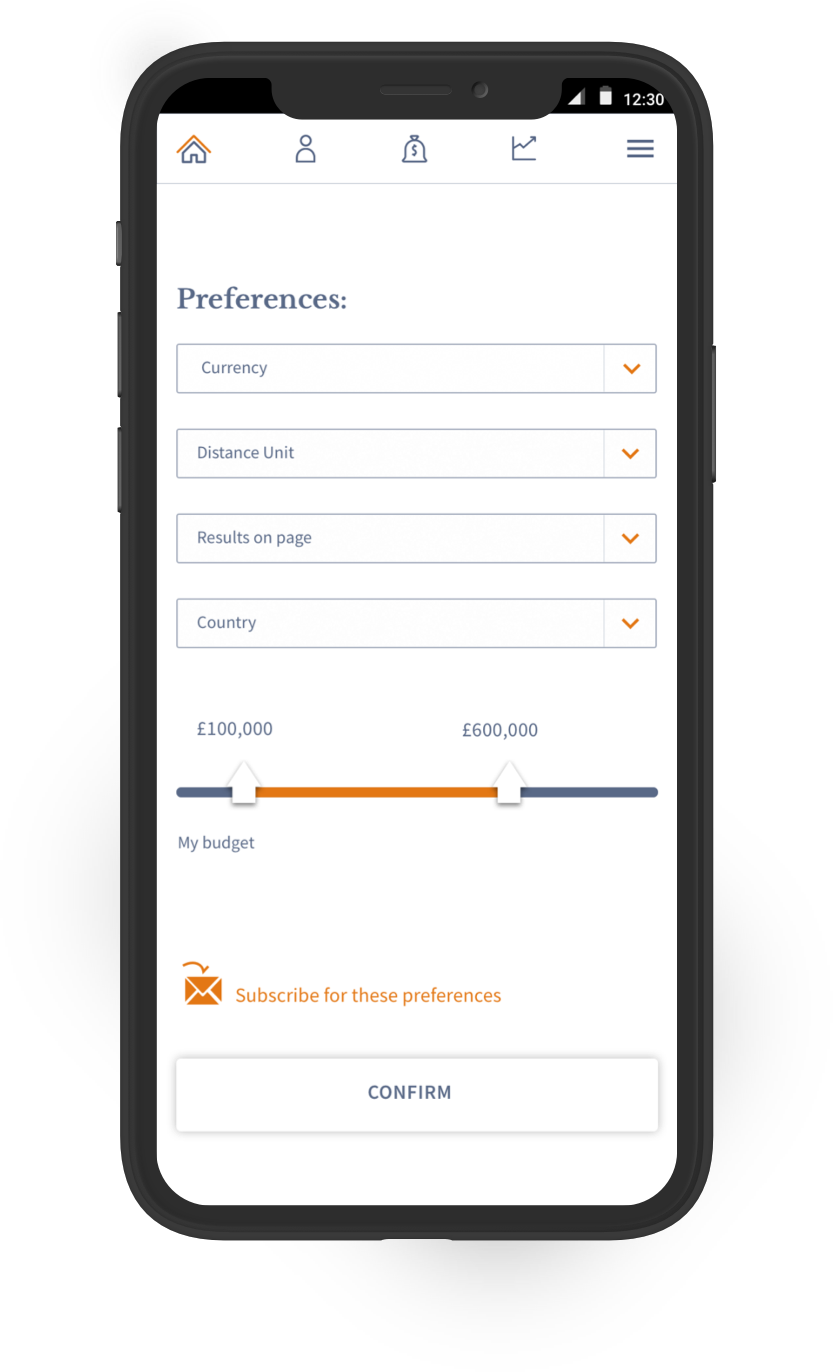 12:30
Preferences:
Currency
Distance Unit
Results on page
Country
£100,000 £600,000
My budget
Subscribe for these preferences
CONFIRM